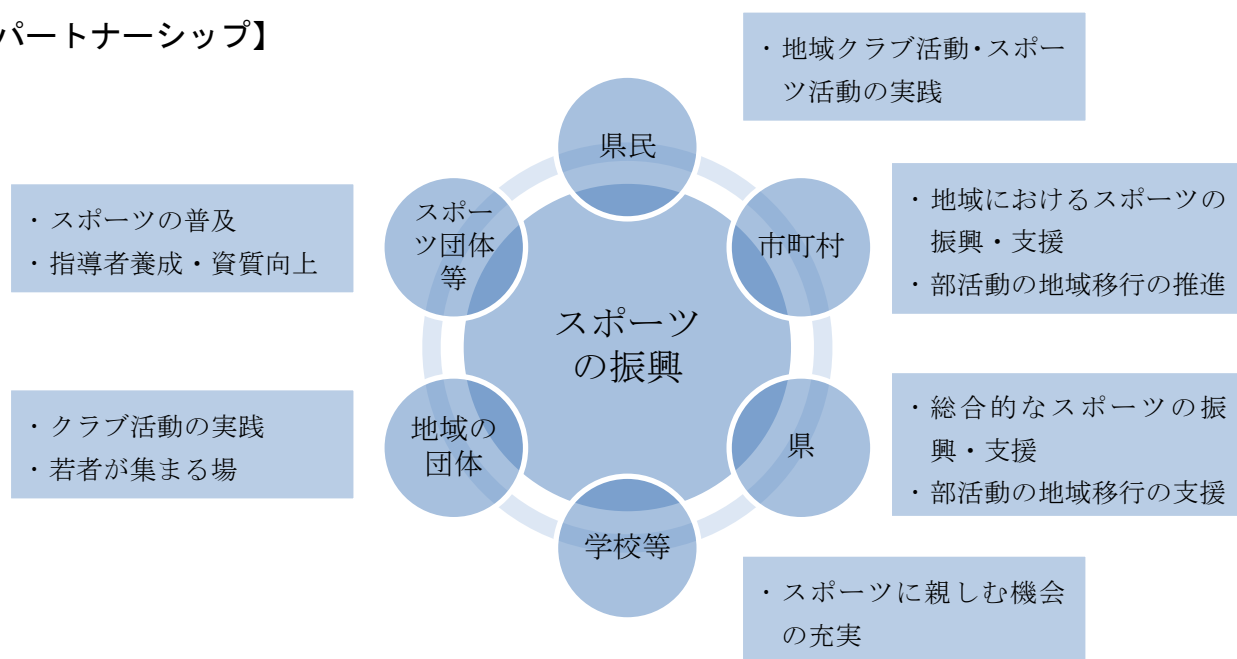 パートナーシップ】
・地域クラブ活動・スポー
ツ活動の実践
県民
・スポーツの普及
・指導者養成・資質向上
スポー
ツ団体
等
市町村
・地域におけるスポーツの
振興・支援
・部活動の地域移行の推進
スポーツ
の振興
・クラブ活動の実践
・若者が集まる場
地域の
団体
県
・総合的なスポーツの振
興・支援
・部活動の地域移行の支援
学校等
・スポーツに親しむ機会
の充実